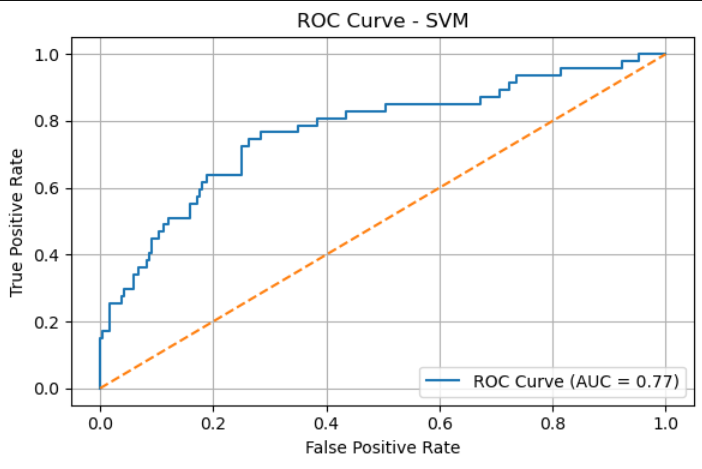 ROC Curve - SVM
True Positive Rate
1.0
0.8
0.6
0.4
0.2
0.0
0.0 0.2 0.4 0.6 0.8 1.0
False Positive Rate
ROC Curve (AUC = 0.77)